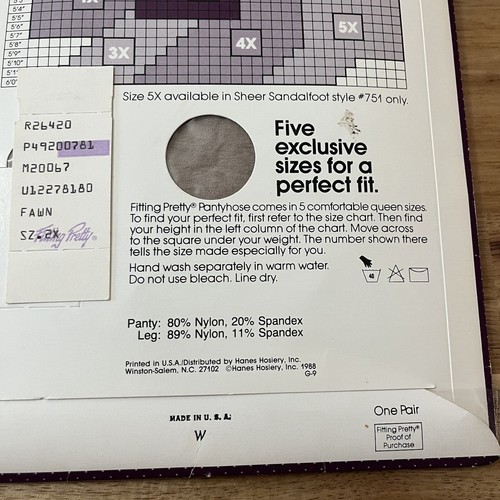 1X
5'4"
5'5"
5'6"
5'7"
5'8"
5'9"
5'10"
5'11"
6'0"
3X
4X
5X
Size 5X available in Sheer Sandalfoot style #751 only.
R26420
P49200781
M20067
U12278180
FAWN
SZ. 2X
Fitting Pretty®
Five
exclusive
sizes for a
perfect fit.
Fitting Pretty® Pantyhose comes in 5 comfortable queen sizes.
To find your perfect fit, first refer to the size chart. Then find
your height in the left column of the chart. Move across
to the square under your weight. The number shown there
tells the size made especially for you.
Hand wash separately in warm water.
Do not use bleach. Line dry.
40
Panty: 80% Nylon, 20% Spandex
Leg: 89% Nylon, 11% Spandex
Printed in U.S.A./Distributed by Hanes Hosiery, Inc.
Winston-Salem, N.C. 27102 ©Hanes Hosiery, Inc. 1988
G-9
MADE IN U. S. A.
W
One Pair
Fitting Pretty®
Proof of
Purchase